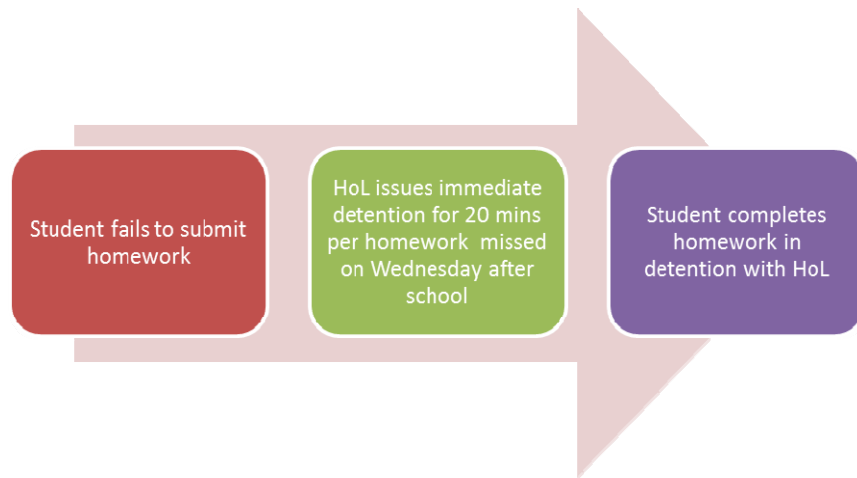 Student fails to submit
homework
HoL issues immediate
detention for 20 mins
per homework missed
on Wednesday after
school
Student completes
homework in
detention with HoL